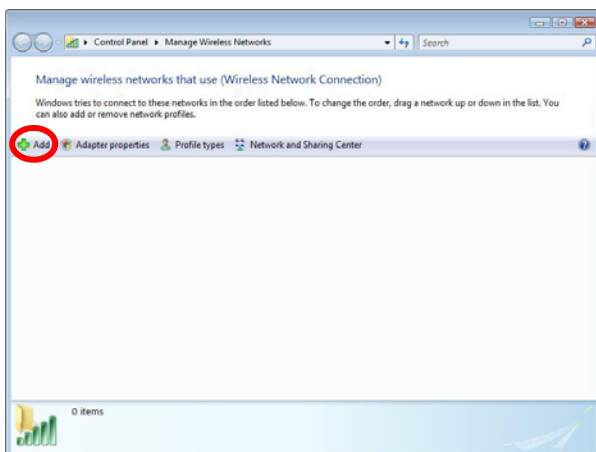 Control Panel ▸ Manage Wireless Networks
Search
Manage wireless networks that use (Wireless Network Connection)
Windows tries to connect to these networks in the order listed below. To change the order, drag a network up or down in the list. You
can also add or remove network profiles.
Add Adapter properties Profile types Network and Sharing Center
0 items